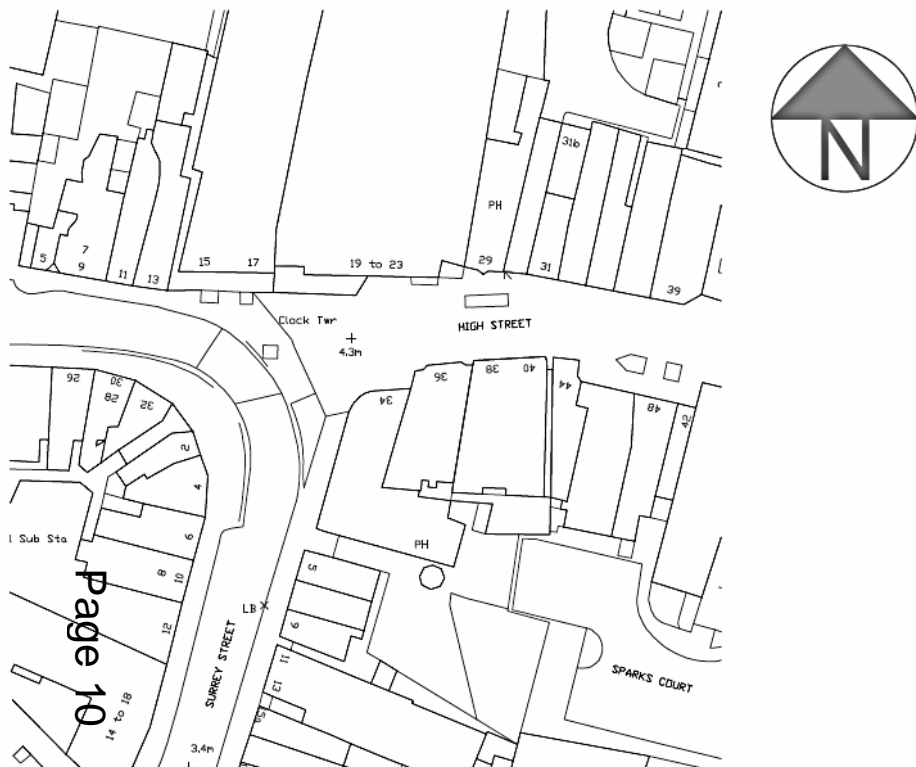 N
31b
PH
5
7
9
11
13
15
17
19 to 23
29
31
39
Clock Twr
4.3m
HIGH STREET
26
30
28
32
34
36
38
40
44
48
42
2
4
6
8
10
12
14 to 18
l Sub Sta
Page 10
PH
LB
SURREY STREET
5
9
11
13
3.4m
SPARKS COURT